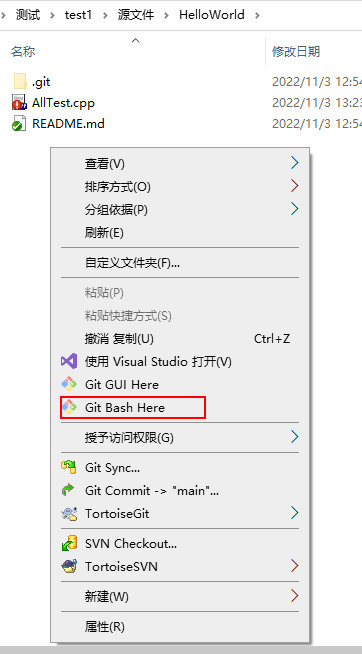 测试 > test1 > 源文件 > HelloWorld >
名称 修改日期
.git 2022/11/3 12:54
AllTest.cpp 2022/11/3 13:23
README.md 2022/11/3 12:54
查看(V)
排序方式(O)
分组依据(P)
刷新(E)
自定义文件夹(F)...
粘贴(P)
粘贴快捷方式(S)
撤消 复制(U) Ctrl+Z
使用 Visual Studio 打开(V)
Git GUI Here
Git Bash Here
授予访问权限(G)
Git Sync...
Git Commit -> "main"...
TortoiseGit
SVN Checkout...
TortoiseSVN
新建(W)
属性(R)